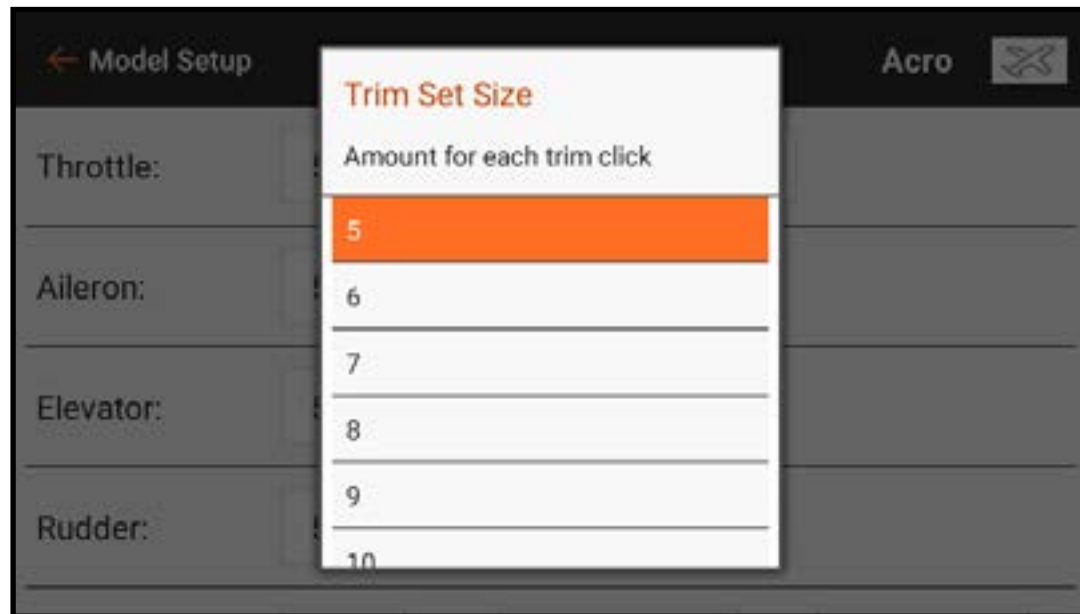 Model Setup
Acro
Trim Set Size
Amount for each trim click
Throttle:
5
Aileron:
6
7
Elevator:
8
9
Rudder:
10